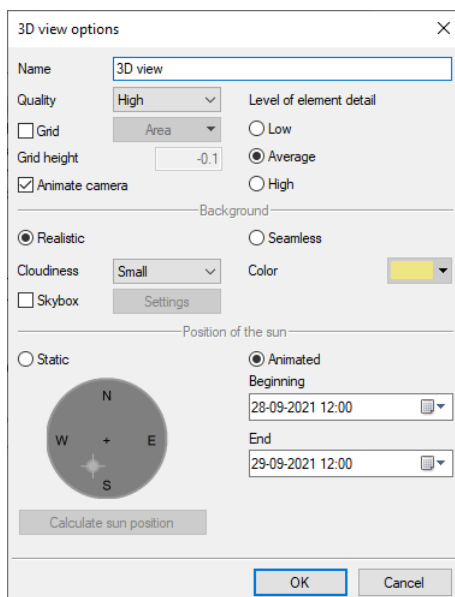 3D view options
Name 3D view
Quality High Level of element detail
Grid Area Low
Grid height -0.1 Average
Animate camera High
Background
Realistic Seamless
Cloudiness Small Color
Skybox Settings
Position of the sun
Static Animated
Beginning
N 28-09-2021 12:00
W + E End
29-09-2021 12:00
S
Calculate sun position
OK Cancel